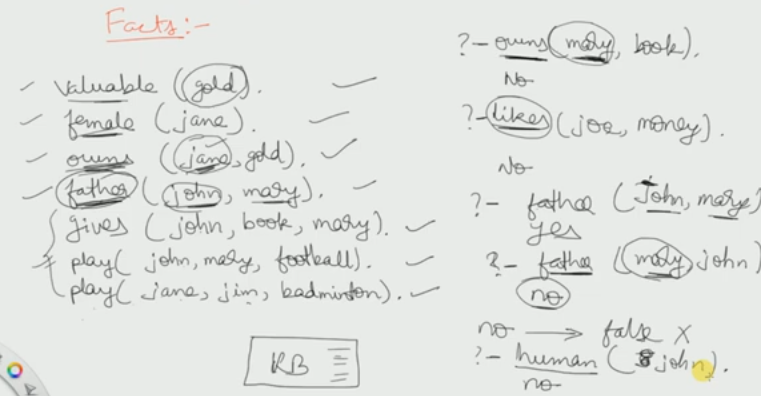 Facts:-
valuable (gold).
female (jane).
owns (jane, gold).
father (john, mary).
gives (john, book, mary).
play( john, mary, football).
play( jane, jim, badminton).
KB
?- owns (mary, book).
No
?- likes (joe, money).
No
?- father (John, mary)
yes
?- father (mary john)
no
no → false x
?- human ( john).
no